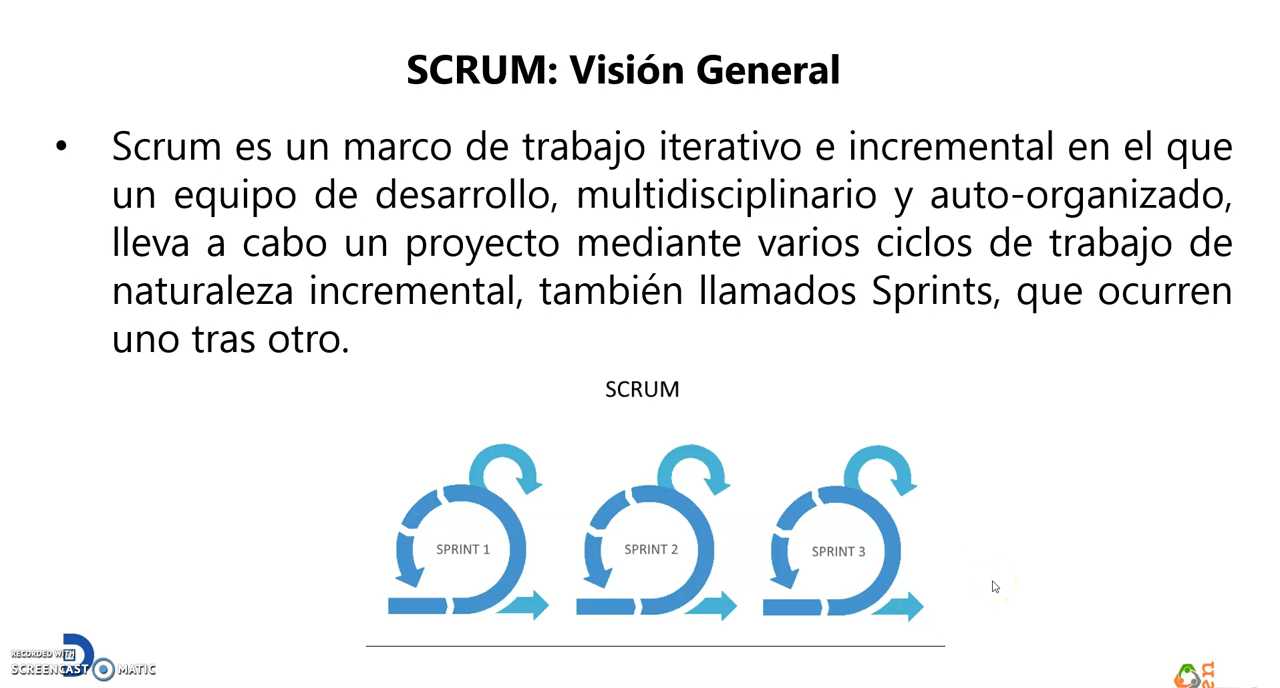 SCRUM: Visión General
• Scrum es un marco de trabajo iterativo e incremental en el que
un equipo de desarrollo, multidisciplinario y auto-organizado,
lleva a cabo un proyecto mediante varios ciclos de trabajo de
naturaleza incremental, también llamados Sprints, que ocurren
uno tras otro.
SCRUM
SPRINT 1
SPRINT 2
SPRINT 3
RECORDED WITH
SCREENCAST MATIC
en